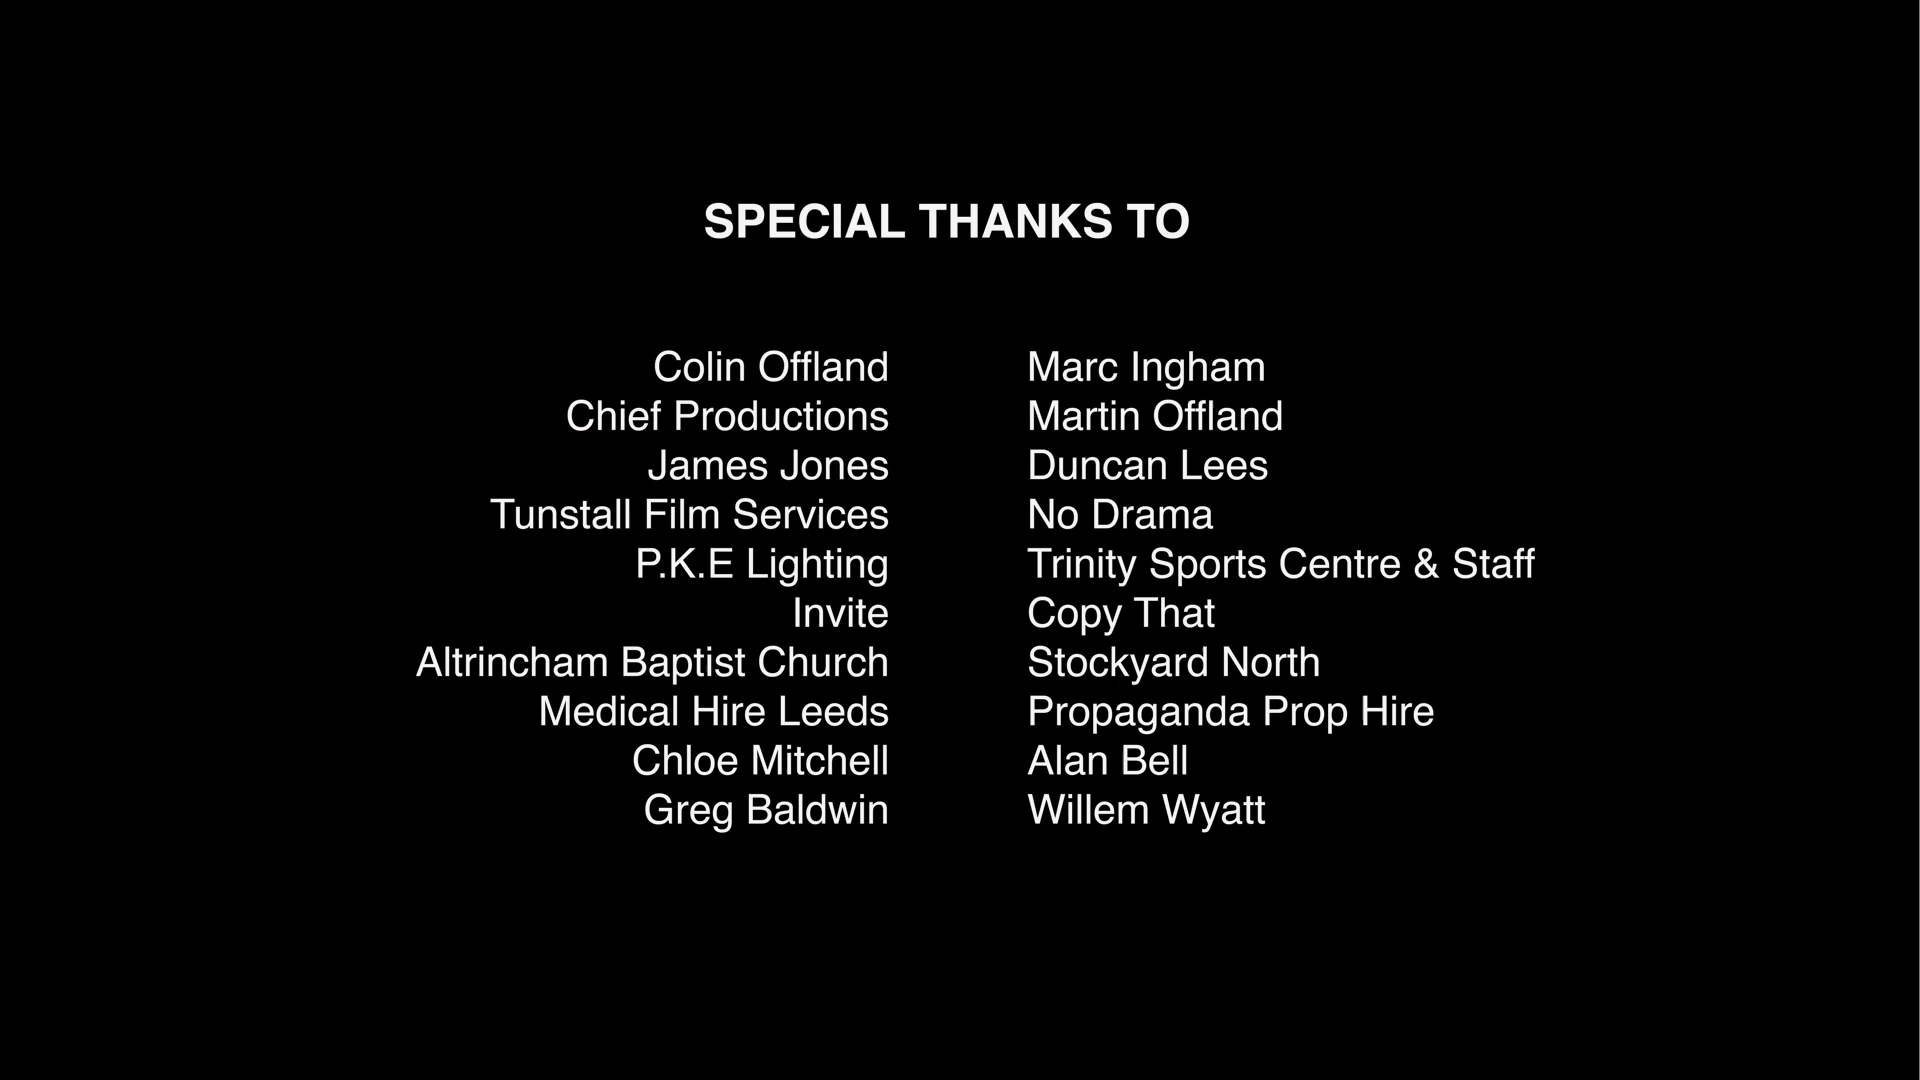 SPECIAL THANKS TO
Colin Offland Marc Ingham
Chief Productions Martin Offland
James Jones Duncan Lees
Tunstall Film Services No Drama
P.K.E Lighting Trinity Sports Centre & Staff
Invite Copy That
Altrincham Baptist Church Stockyard North
Medical Hire Leeds Propaganda Prop Hire
Chloe Mitchell Alan Bell
Greg Baldwin Willem Wyatt